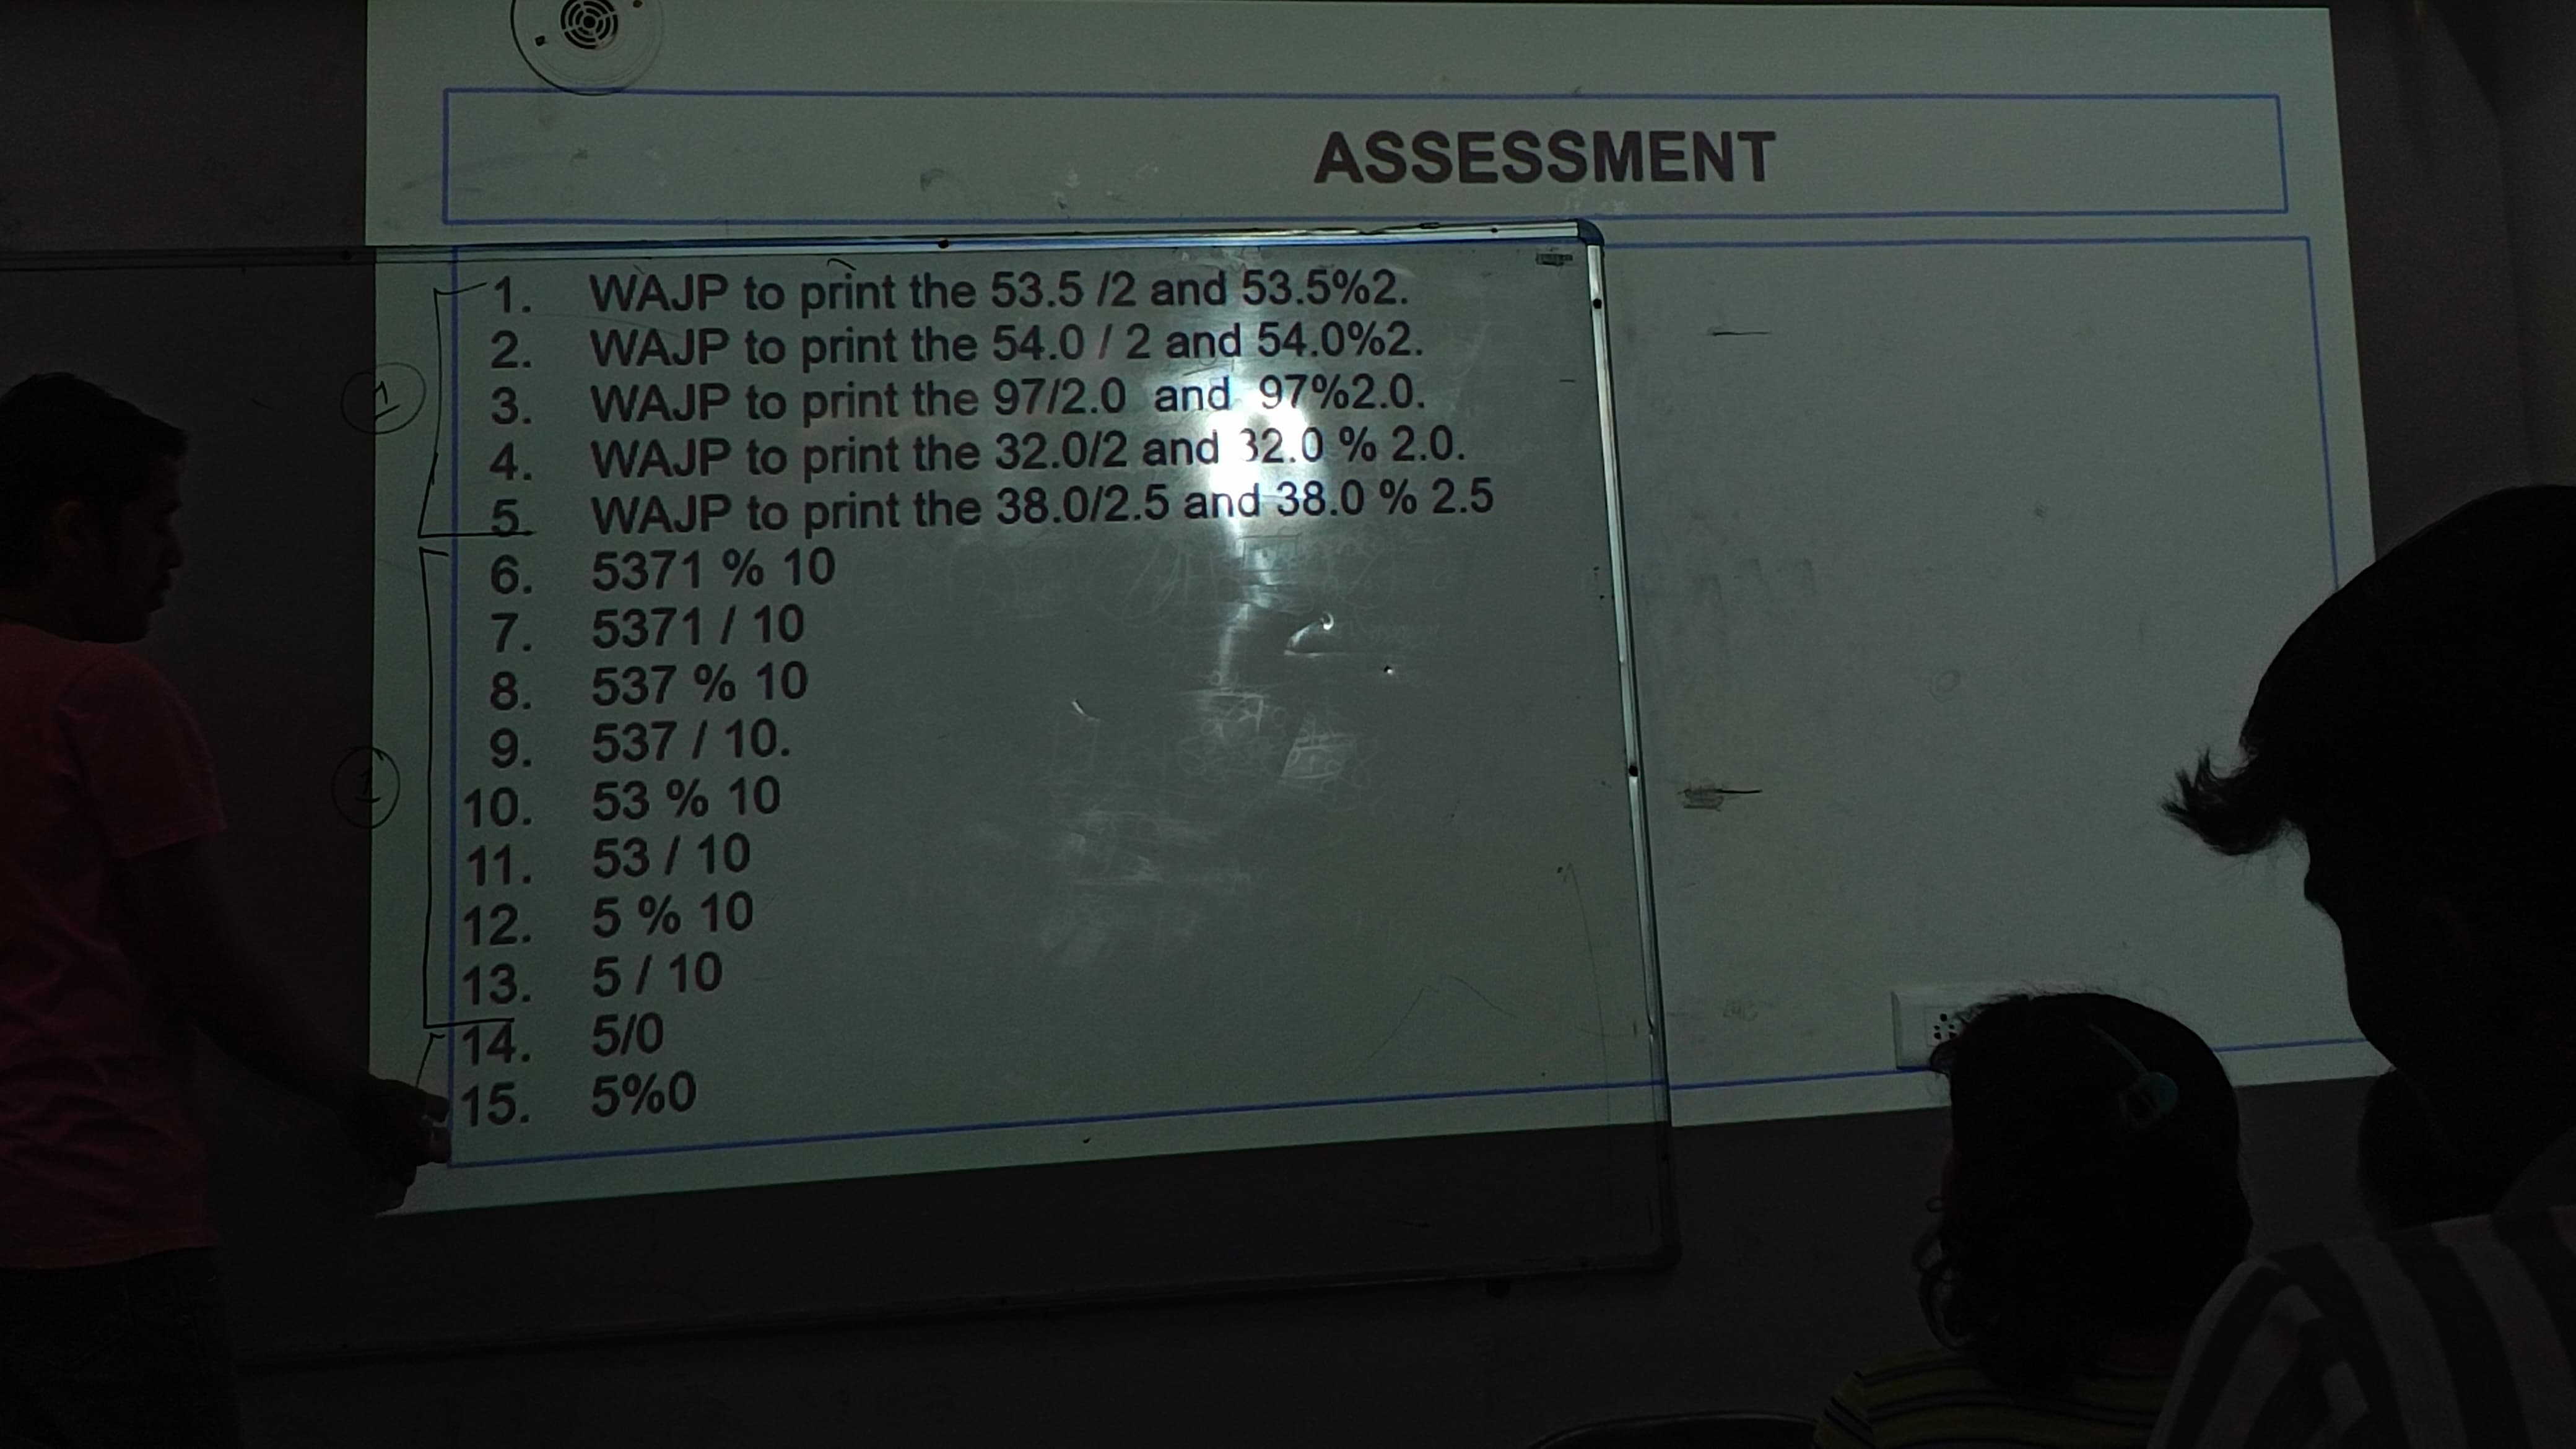 ASSESSMENT
1. WAJP to print the 53.5 /2 and 53.5%2.
2. WAJP to print the 54.0 / 2 and 54.0%2.
3. WAJP to print the 97/2.0 and 97%2.0.
4. WAJP to print the 32.0/2 and 32.0 % 2.0.
5. WAJP to print the 38.0/2.5 and 38.0 % 2.5
6. 5371 % 10
7. 5371 / 10
8. 537 % 10
9. 537 / 10.
10. 53 % 10
11. 53 / 10
12. 5 % 10
13. 5 / 10
14. 5/0
15. 5%0